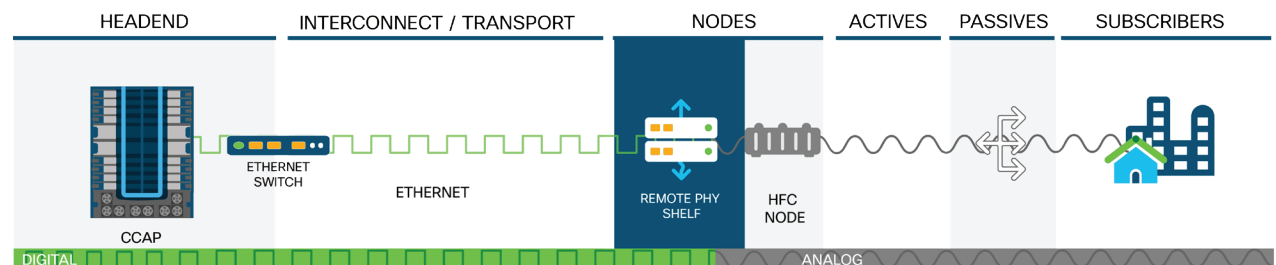 HEADEND
INTERCONNECT / TRANSPORT
NODES
ACTIVES
PASSIVES
SUBSCRIBERS
CCAP
ETHERNET
SWITCH
ETHERNET
REMOTE PHY
SHELF
HFC
NODE
DIGITAL
ANALOG